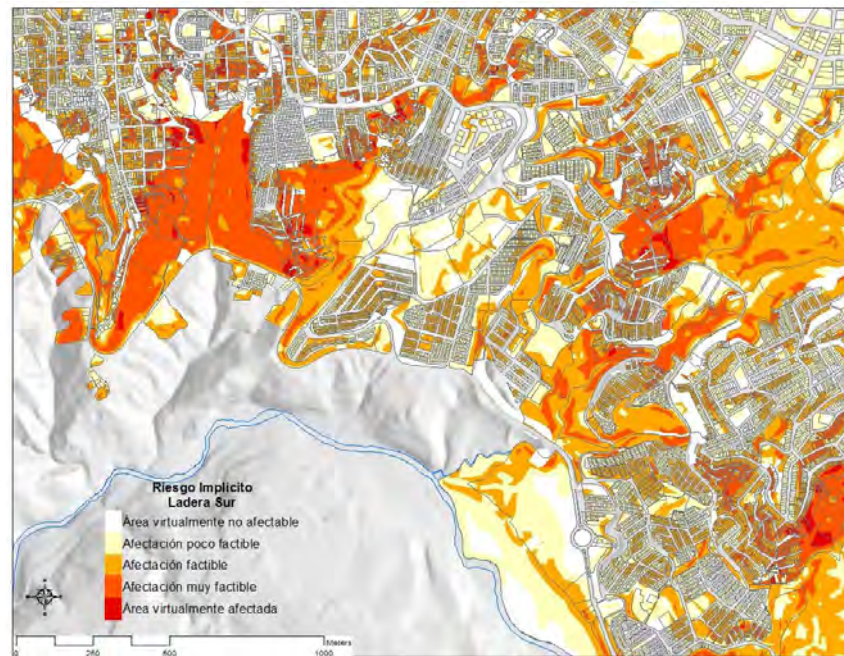 Riesgo Implícito
Ladera Sur
Área virtualmente no afectable
Afectación poco factible
Afectación factible
Afectación muy factible
Área virtualmente afectada
Meters
0 250 500 1000